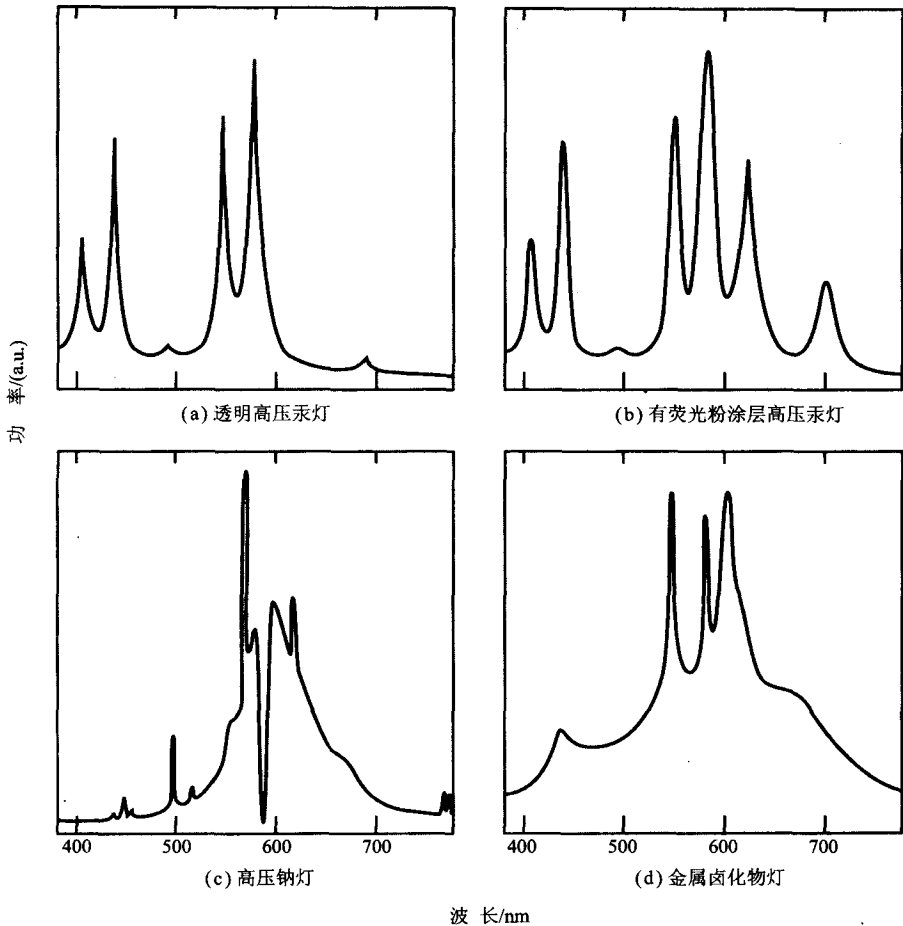 (a)透明高压汞灯
(b)有荧光粉涂层高压汞灯
功 率/(a.u.)
400 500 600 700
400 500 600 700
(c)高压钠灯
(d)金属卤化物灯
波 长/nm